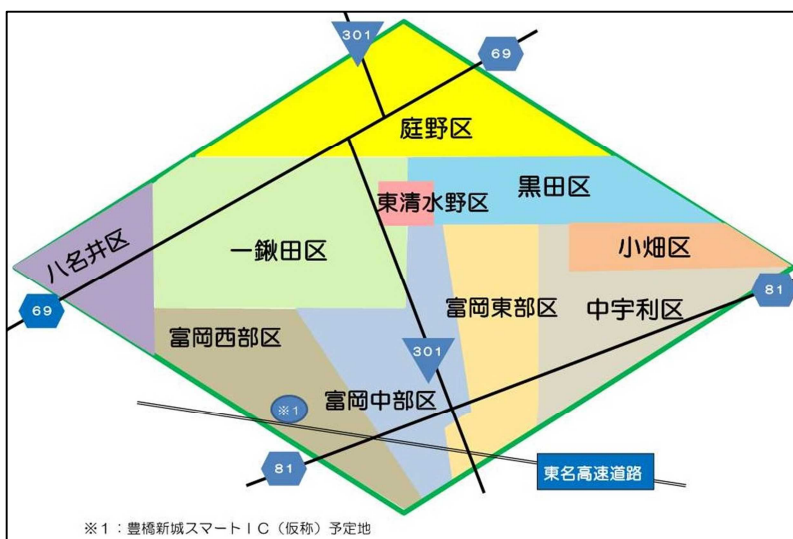 301
69
庭野区
黒田区
東清水野区
小畑区
八名井区
一鍬田区
81
富岡東部区
中宇利区
69
富岡西部区
301
富岡中部区
※1
81
東名高速道路
※1：豊橋新城スマートIC（仮称）予定地